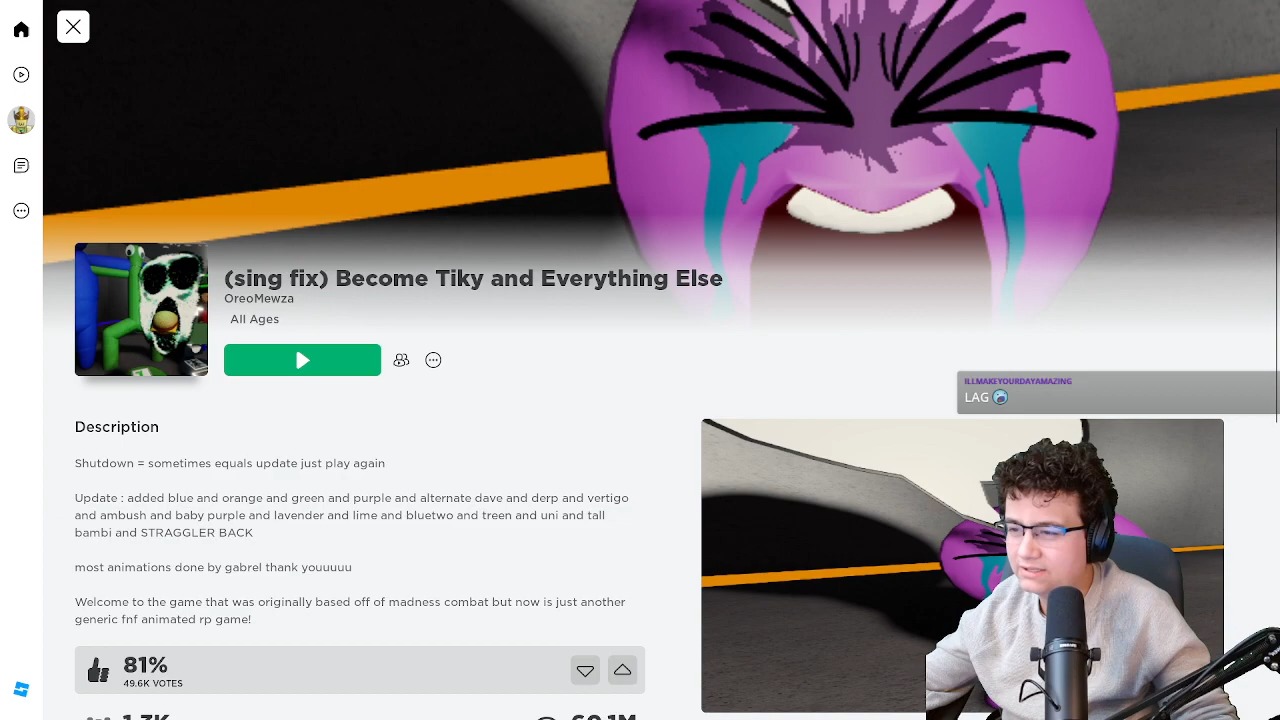 (sing fix) Become Tiky and Everything Else
OreoMewza
All Ages
ILLMAKEYOURDAYAMAZING
LAG
Description
Shutdown = sometimes equals update just play again
Update : added blue and orange and green and purple and alternate dave and derp and vertigo
and ambush and baby purple and lavender and lime and bluetwo and treen and uni and tall
bambi and STRAGGLER BACK
most animations done by gabrel thank youuuuu
Welcome to the game that was originally based off of madness combat but now is just another
generic fnf animated rp game!
81%
49.6K VOTES
1.3K
60.1M